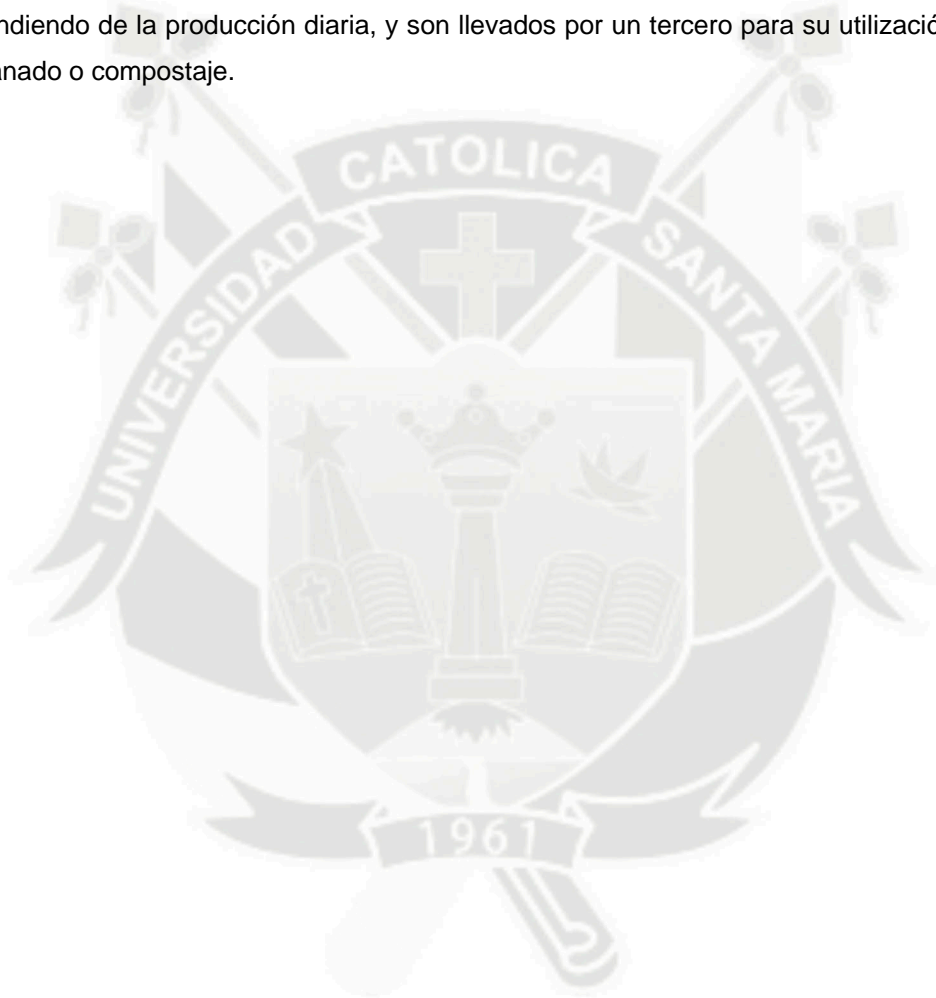 ndiendo de la producción diaria, y son llevados por un tercero para su utilizació
anado o compostaje.
CATOLICA
UNIVERSIDAD
SANTA MARIA
1961